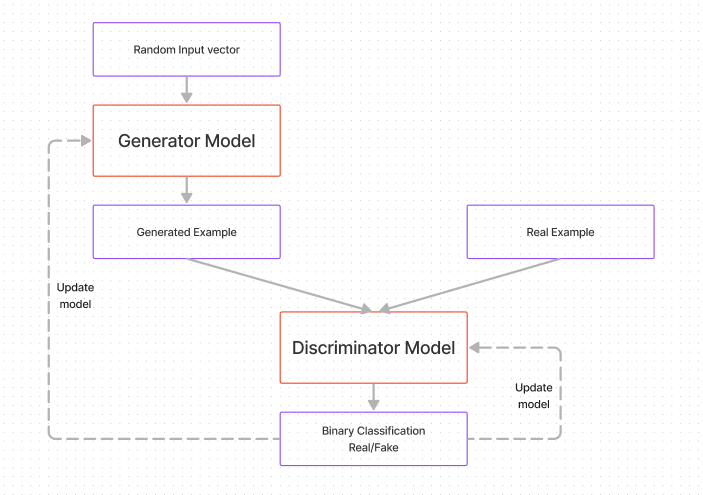 Random Input vector
Generator Model
Generated Example
Real Example
Update
model
Discriminator Model
Update
model
Binary Classification
Real/Fake